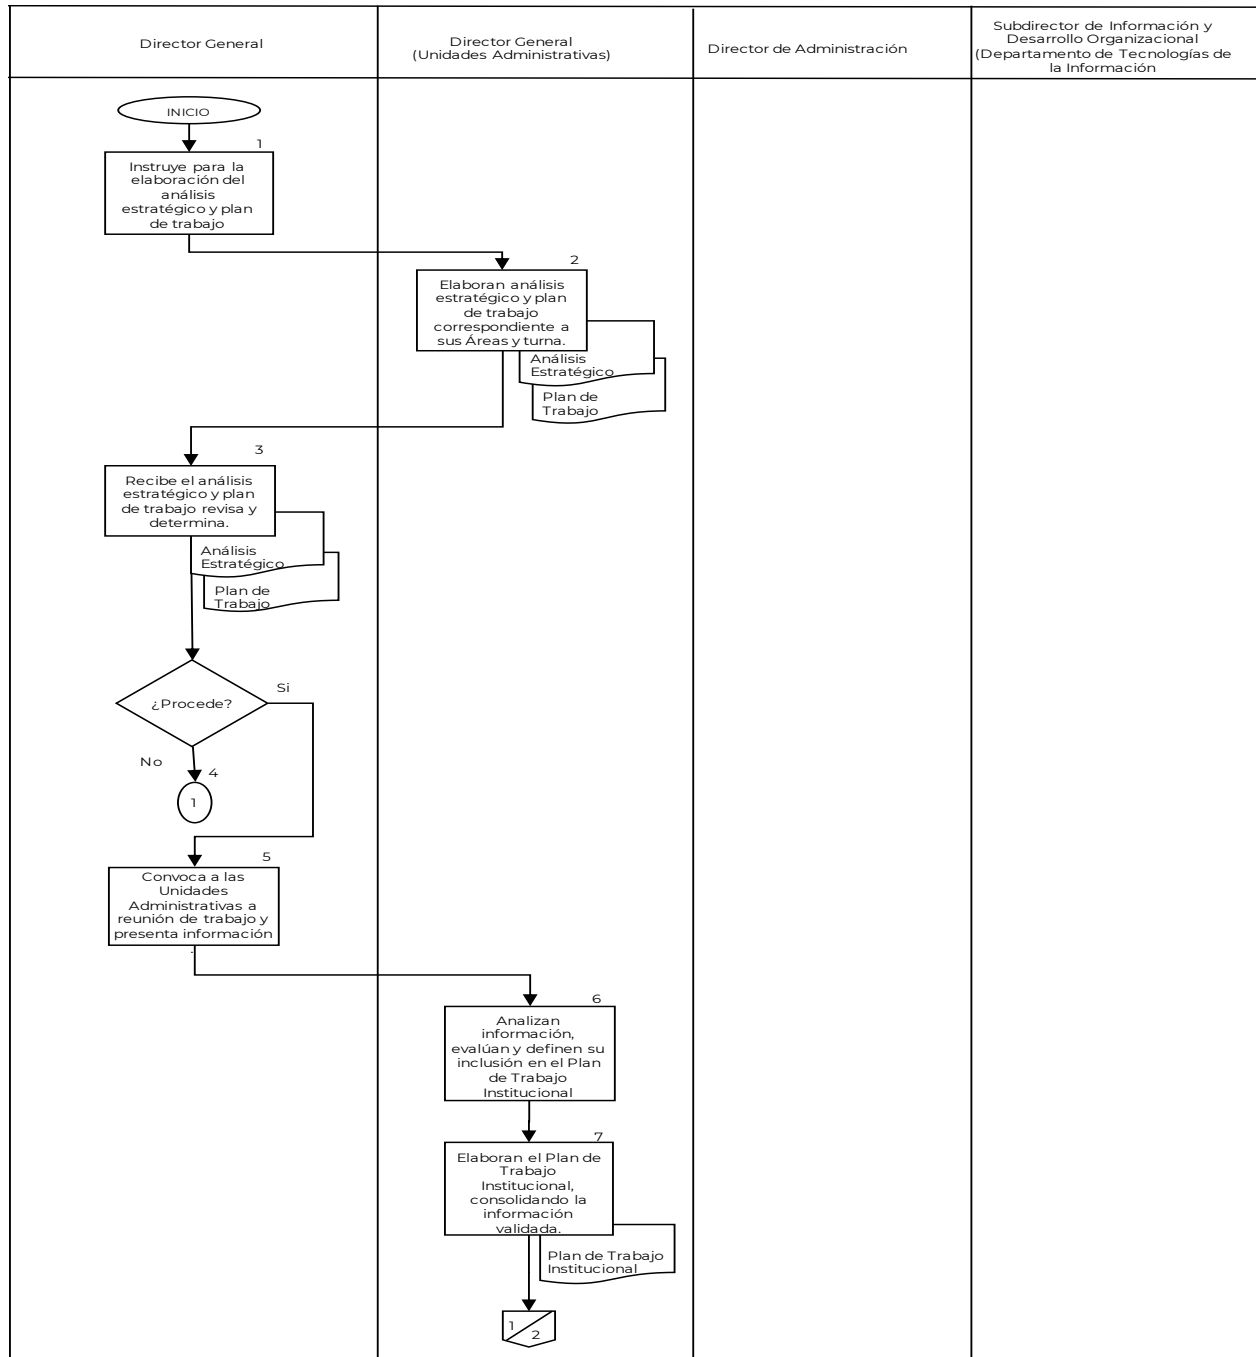 Director General
Director General
(Unidades Administrativas)
Director de Administración
Subdirector de Información y
Desarrollo Organizacional
(Departamento de Tecnologías de
la Información
INICIO
1
Instruye para la
elaboración del
análisis
estratégico y plan
de trabajo
2
Elaboran análisis
estratégico y plan
de trabajo
correspondiente a
sus Áreas y turna.
Análisis
Estratégico
Plan de
Trabajo
3
Recibe el análisis
estratégico y plan
de trabajo revisa y
determina.
Análisis
Estratégico
Plan de
Trabajo
¿Procede?
Si
No
4
1
5
Convoca a las
Unidades
Administrativas a
reunión de trabajo y
presenta información
.
6
Analizan
información,
evalúan y definen su
inclusión en el Plan
de Trabajo
Institucional
7
Elaboran el Plan de
Trabajo
Institucional,
consolidando la
información
validada.
Plan de Trabajo
Institucional
1
2